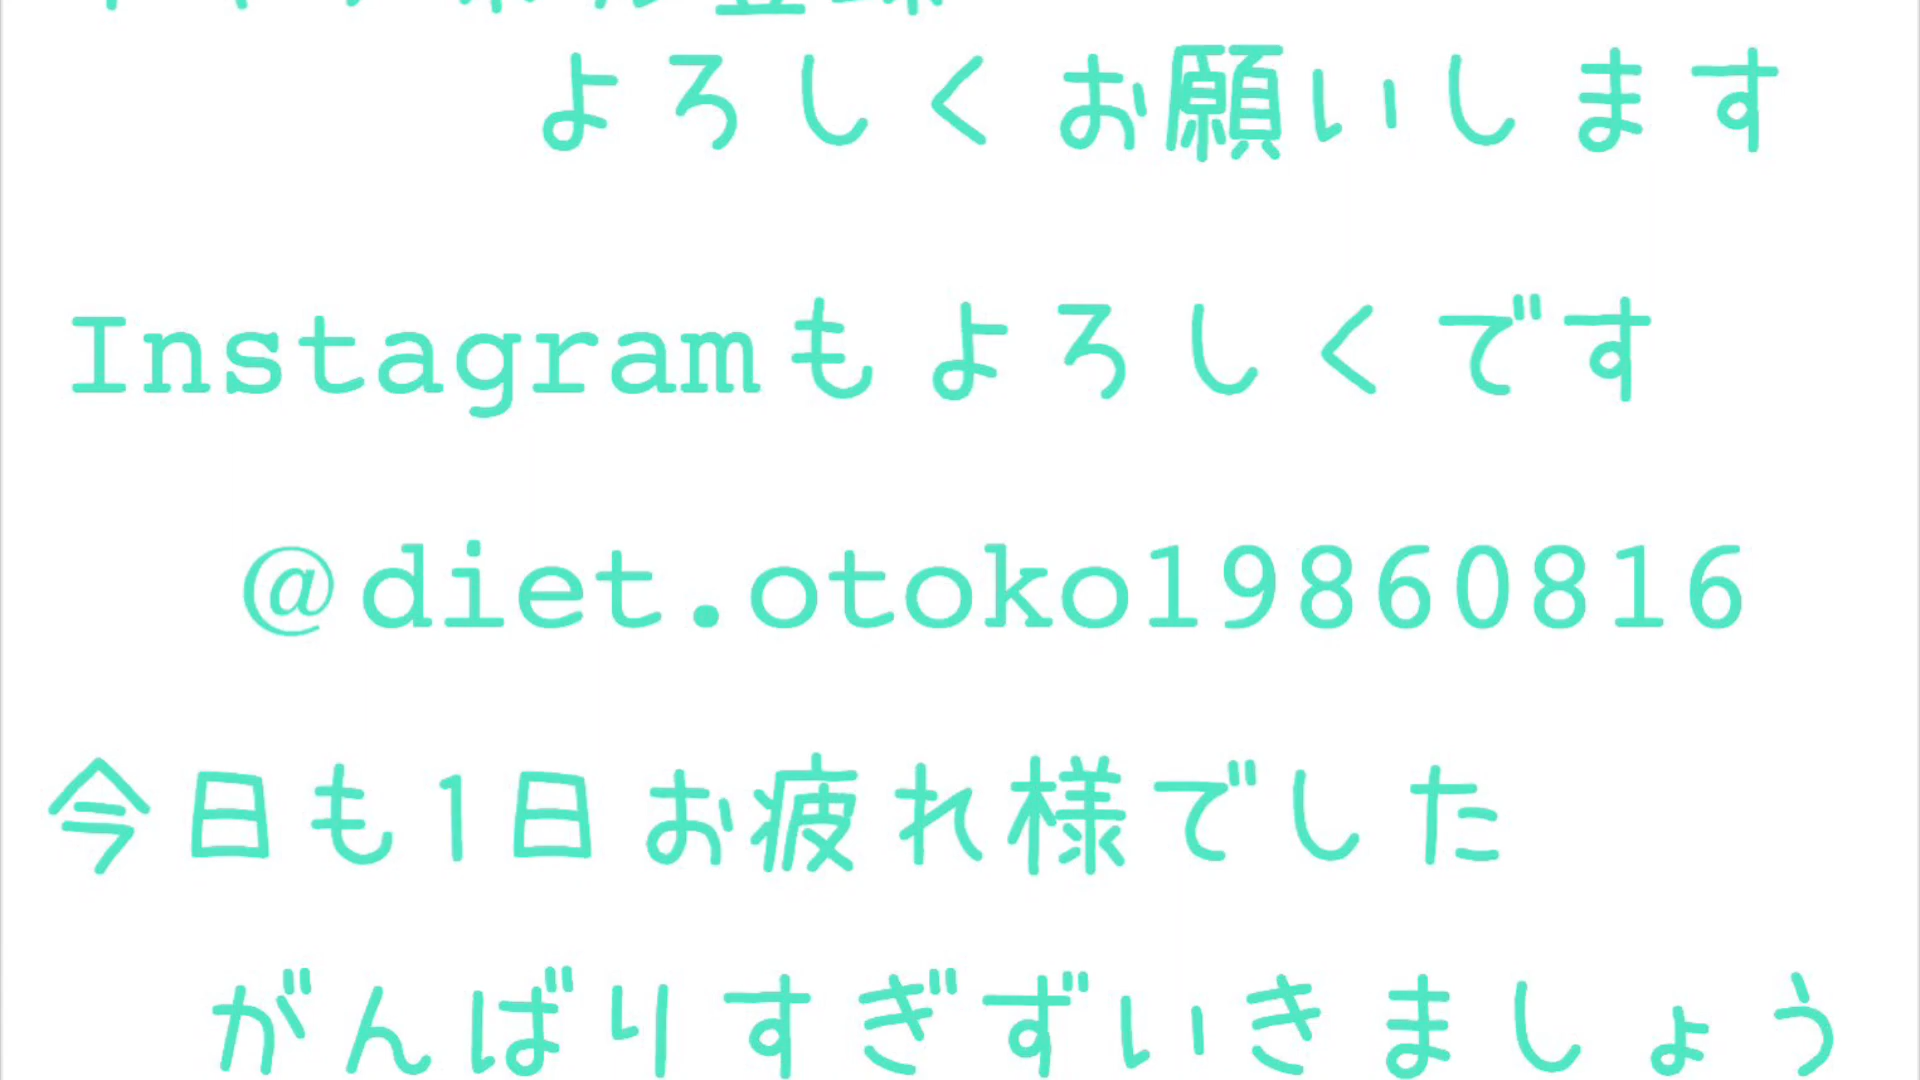 よろしくお願いします
Instagramもよろしくです
@diet.otoko19860816
今日も1日お疲れ様でした
がんばりすぎずいきましょう